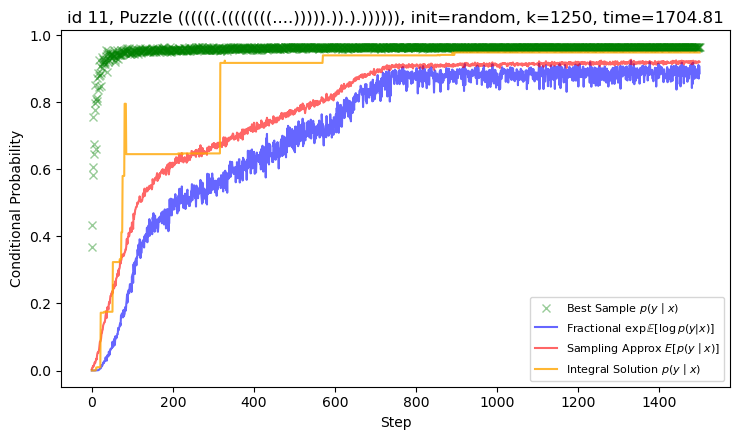 id 11, Puzzle ((((((.((((((((....))))).)).).)))))), init=random, k=1250, time=1704.81
Conditional Probability
1.0
0.8
0.6
0.4
0.2
0.0
Best Sample p(y | x)
Fractional exp𝔼[log p(y|x)]
Sampling Approx E[p(y | x)]
Integral Solution p(y | x)
0 200 400 600 800 1000 1200 1400
Step